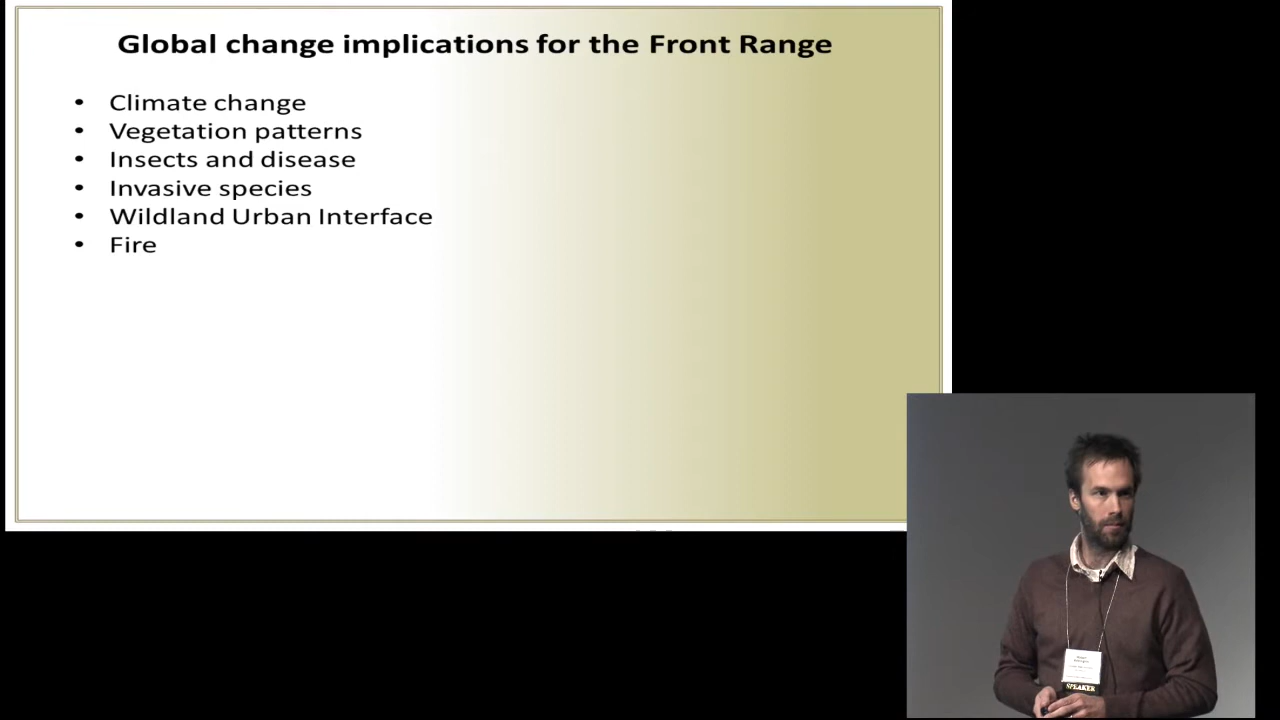 Global change implications for the Front Range
• Climate change
• Vegetation patterns
• Insects and disease
• Invasive species
• Wildland Urban Interface
• Fire
SPEAKER